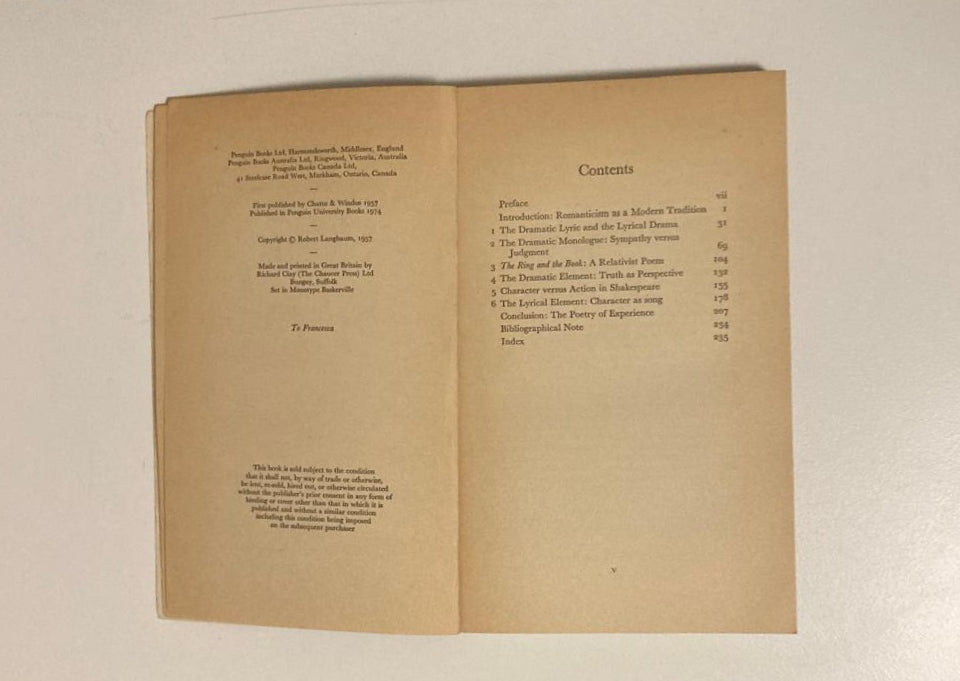 Penguin Books Ltd, Harmondsworth, Middlesex, England
Penguin Books Australia Ltd, Ringwood, Victoria, Australia
Penguin Books Canada Ltd,
41 Steelcase Road West, Markham, Ontario, Canada
—
First published by Chatto & Windus 1957
Published in Penguin University Books 1974
—
Copyright © Robert Langbaum, 1957
—
Made and printed in Great Britain by
Richard Clay (The Chaucer Press) Ltd
Bungay, Suffolk
Set in Monotype Baskerville
To Francesca
This book is sold subject to the condition
that it shall not, by way of trade or otherwise,
be lent, re-sold, hired out, or otherwise circulated
without the publisher's prior consent in any form of
binding or cover other than that in which it is
published and without a similar condition
including this condition being imposed
on the subsequent purchaser
Contents
Preface vii
Introduction: Romanticism as a Modern Tradition 1
1 The Dramatic Lyric and the Lyrical Drama 31
2 The Dramatic Monologue: Sympathy versus
Judgment 69
3 The Ring and the Book: A Relativist Poem 104
4 The Dramatic Element: Truth as Perspective 132
5 Character versus Action in Shakespeare 155
6 The Lyrical Element: Character as song 178
Conclusion: The Poetry of Experience 207
Bibliographical Note 234
Index 235
v